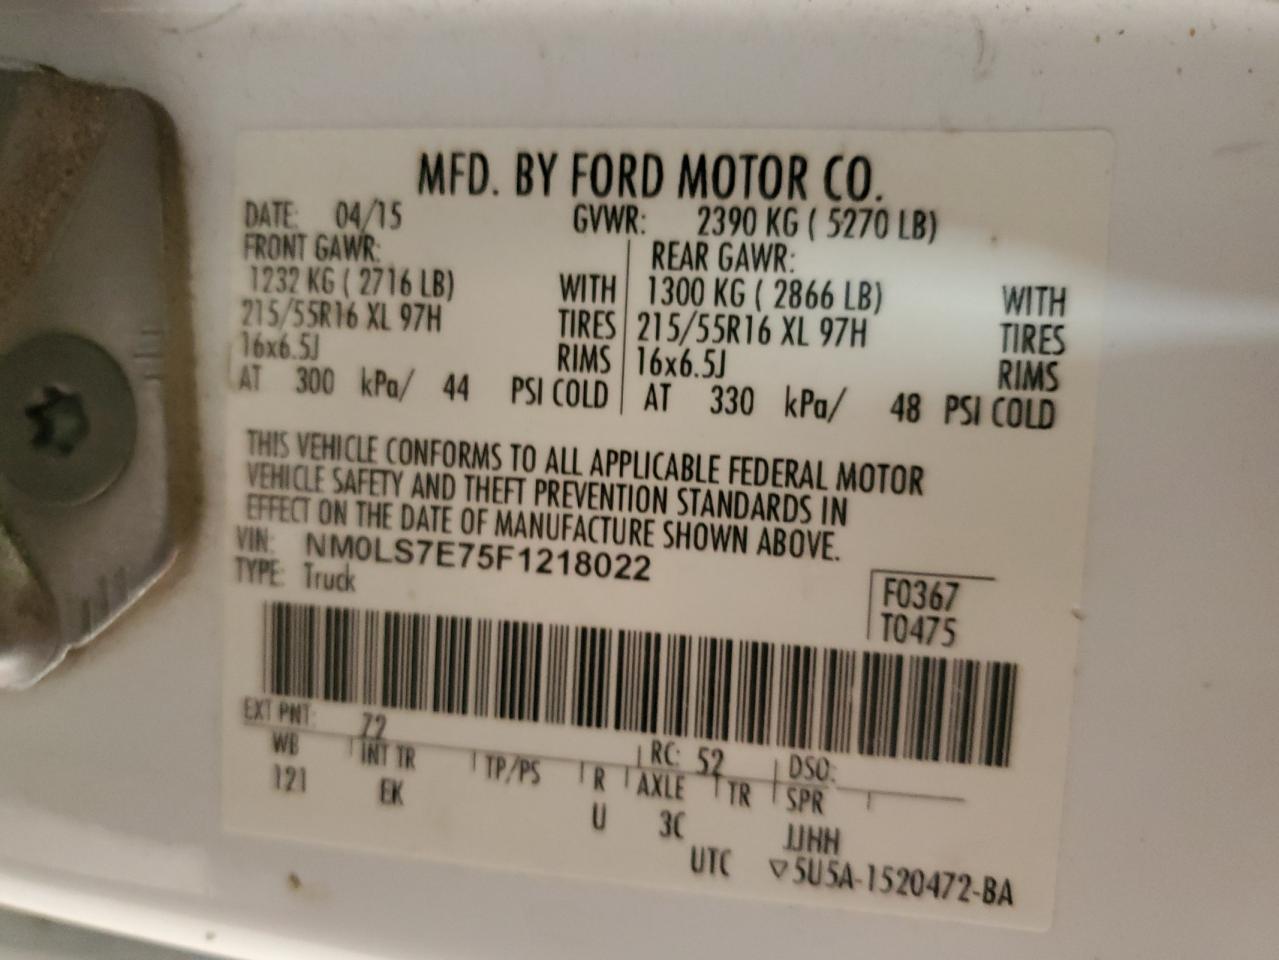 MFD. BY FORD MOTOR CO.
DATE: 04/15 GVWR: 2390 KG ( 5270 LB)
FRONT GAWR: REAR GAWR:
1232 KG ( 2716 LB) WITH 1300 KG ( 2866 LB) WITH
215/55R16 XL 97H TIRES 215/55R16 XL 97H TIRES
16x6.5J RIMS 16x6.5J RIMS
AT 300 kPa/ 44 PSI COLD AT 330 kPa/ 48 PSI COLD
THIS VEHICLE CONFORMS TO ALL APPLICABLE FEDERAL MOTOR
VEHICLE SAFETY AND THEFT PREVENTION STANDARDS IN
EFFECT ON THE DATE OF MANUFACTURE SHOWN ABOVE.
VIN: NM0LS7E75F1218022
TYPE: Truck
F0367
T0475
EXT PNT: 72 RC: 52 DSO:
WB INT TR TP/PS R AXLE TR SPR
121 EK U 3C JJHH
UTC ▽5U5A-1520472-BA